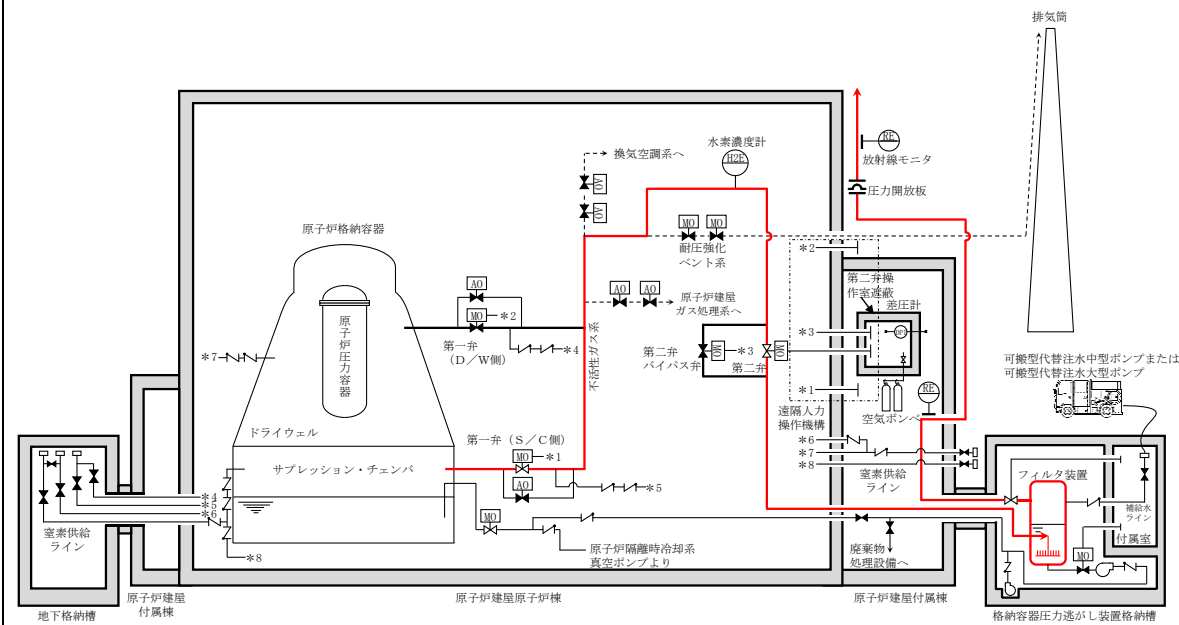 排気筒
水素濃度計
H2E
RE
放射線モニタ
換気空調系へ
AO
AO
圧力開放板
原子炉格納容器
MO
MO
耐圧強化
ベント系
＊2
第二弁操
作室遮蔽
差圧計
AO
AO
AO
原子炉建屋
ガス処理系へ
MO
＊2
原子炉圧力容器
不活性ガス系
第一弁
（D／W側）
＊4
第二弁
バイパス弁
MO
＊3
第二弁
MO
＊3
DPI
＊7
可搬型代替注水中型ポンプまたは
可搬型代替注水大型ポンプ
＊1
RE
空気ボンベ
遠隔人力
操作機構
ドライウェル
第一弁（S／C側）
MO
＊1
サプレッション・チェンバ
AO
＊5
＊6
＊7
＊8
窒素供給
ライン
フィルタ装置
＊4
＊5
＊6
窒素供給
ライン
MO
補給水
ライン
付属室
＊8
原子炉隔離時冷却系
真空ポンプより
廃棄物
処理設備へ
MO
原子炉建屋
付属棟
原子炉建屋原子炉棟
原子炉建屋付属棟
地下格納槽
格納容器圧力逃がし装置格納槽